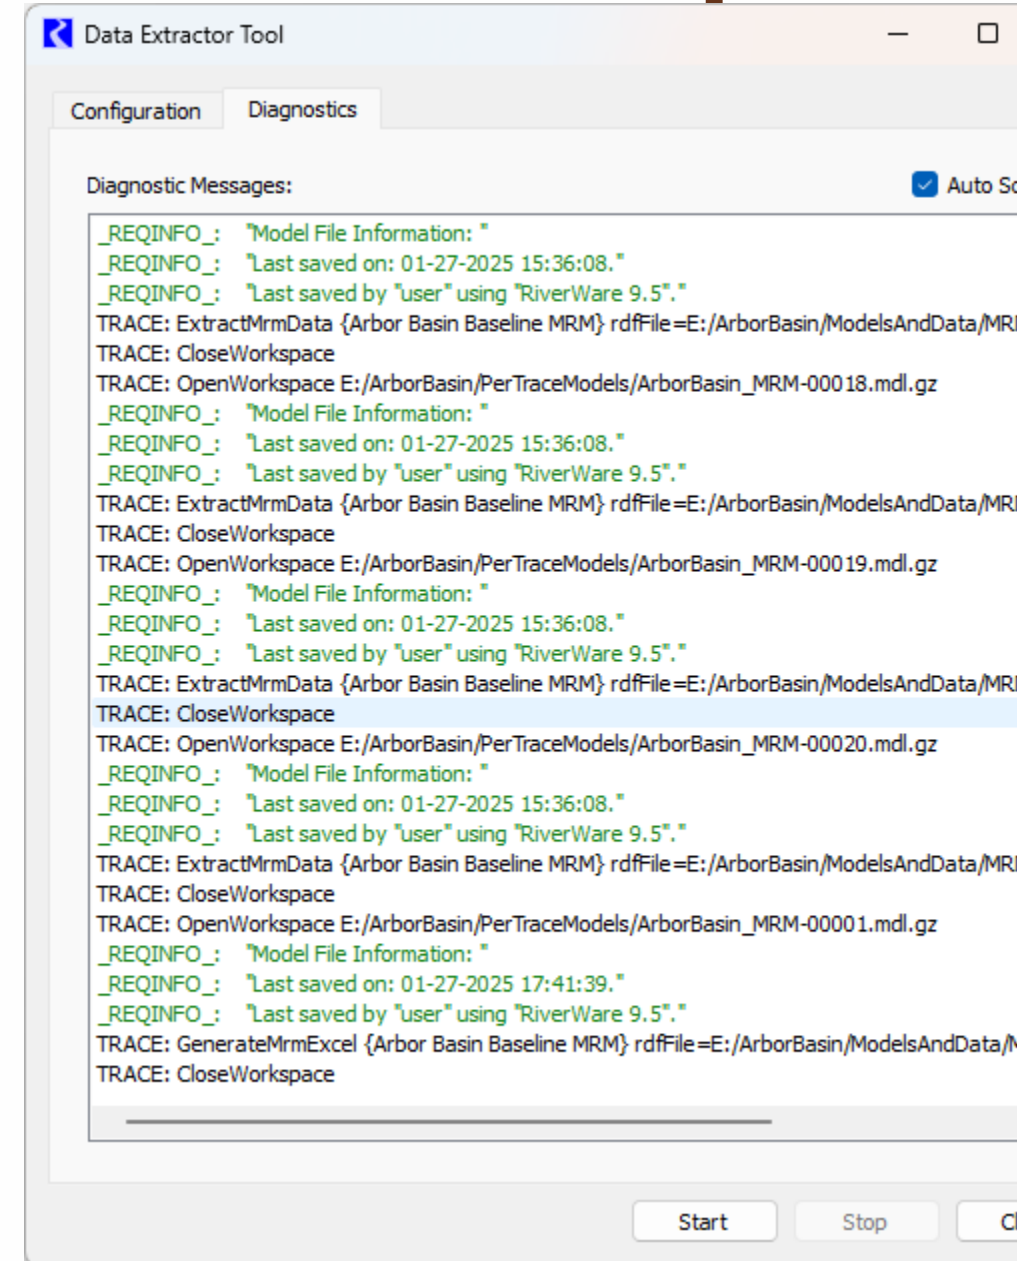 Data Extractor Tool
Configuration Diagnostics
Diagnostic Messages: Auto
_REQINFO_: "Model File Information: "
_REQINFO_: "Last saved on: 01-27-2025 15:36:08."
_REQINFO_: "Last saved by "user" using "RiverWare 9.5"."
TRACE: ExtractMrmData {Arbor Basin Baseline MRM} rdfFile=E:/ArborBasin/ModelsAndData/MR
TRACE: CloseWorkspace
TRACE: OpenWorkspace E:/ArborBasin/PerTraceModels/ArborBasin_MRM-00018.mdl.gz
_REQINFO_: "Model File Information: "
_REQINFO_: "Last saved on: 01-27-2025 15:36:08."
_REQINFO_: "Last saved by "user" using "RiverWare 9.5"."
TRACE: ExtractMrmData {Arbor Basin Baseline MRM} rdfFile=E:/ArborBasin/ModelsAndData/MR
TRACE: CloseWorkspace
TRACE: OpenWorkspace E:/ArborBasin/PerTraceModels/ArborBasin_MRM-00019.mdl.gz
_REQINFO_: "Model File Information: "
_REQINFO_: "Last saved on: 01-27-2025 15:36:08."
_REQINFO_: "Last saved by "user" using "RiverWare 9.5"."
TRACE: ExtractMrmData {Arbor Basin Baseline MRM} rdfFile=E:/ArborBasin/ModelsAndData/MR
TRACE: CloseWorkspace
TRACE: OpenWorkspace E:/ArborBasin/PerTraceModels/ArborBasin_MRM-00020.mdl.gz
_REQINFO_: "Model File Information: "
_REQINFO_: "Last saved on: 01-27-2025 15:36:08."
_REQINFO_: "Last saved by "user" using "RiverWare 9.5"."
TRACE: ExtractMrmData {Arbor Basin Baseline MRM} rdfFile=E:/ArborBasin/ModelsAndData/MR
TRACE: CloseWorkspace
TRACE: OpenWorkspace E:/ArborBasin/PerTraceModels/ArborBasin_MRM-00001.mdl.gz
_REQINFO_: "Model File Information: "
_REQINFO_: "Last saved on: 01-27-2025 17:41:39."
_REQINFO_: "Last saved by "user" using "RiverWare 9.5"."
TRACE: GenerateMrmExcel {Arbor Basin Baseline MRM} rdfFile=E:/ArborBasin/ModelsAndData/
TRACE: CloseWorkspace
Start Stop